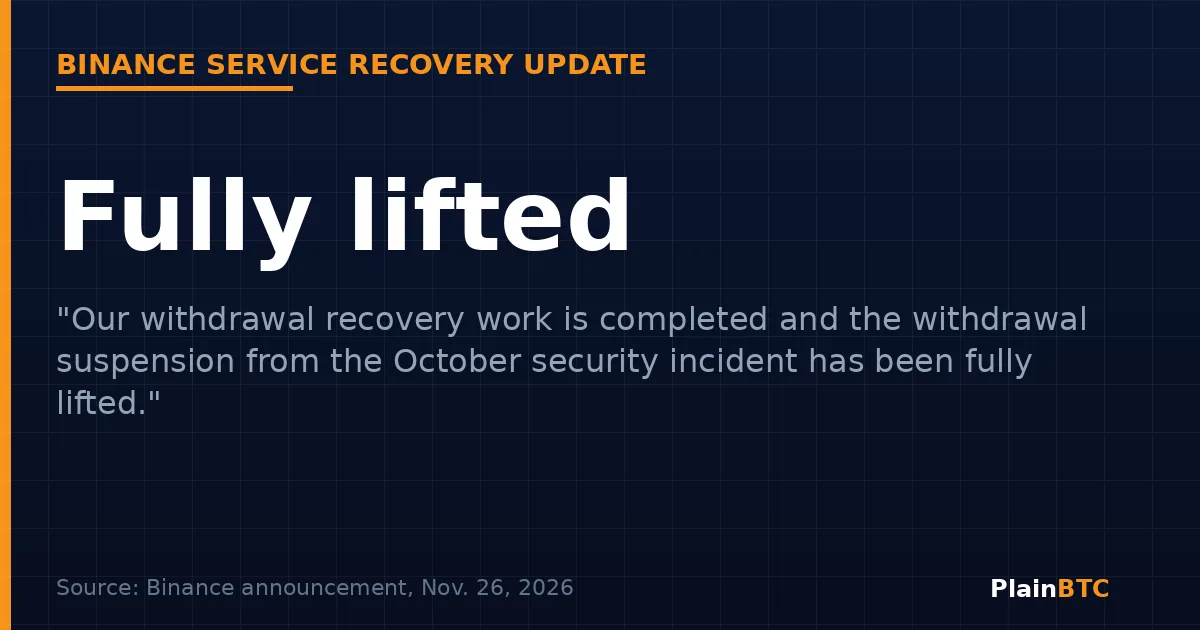 BINANCE SERVICE RECOVERY UPDATE
Fully lifted
"Our withdrawal recovery work is completed and the withdrawal
suspension from the October security incident has been fully
lifted."
Source: Binance announcement, Nov. 26, 2026
PlainBTC